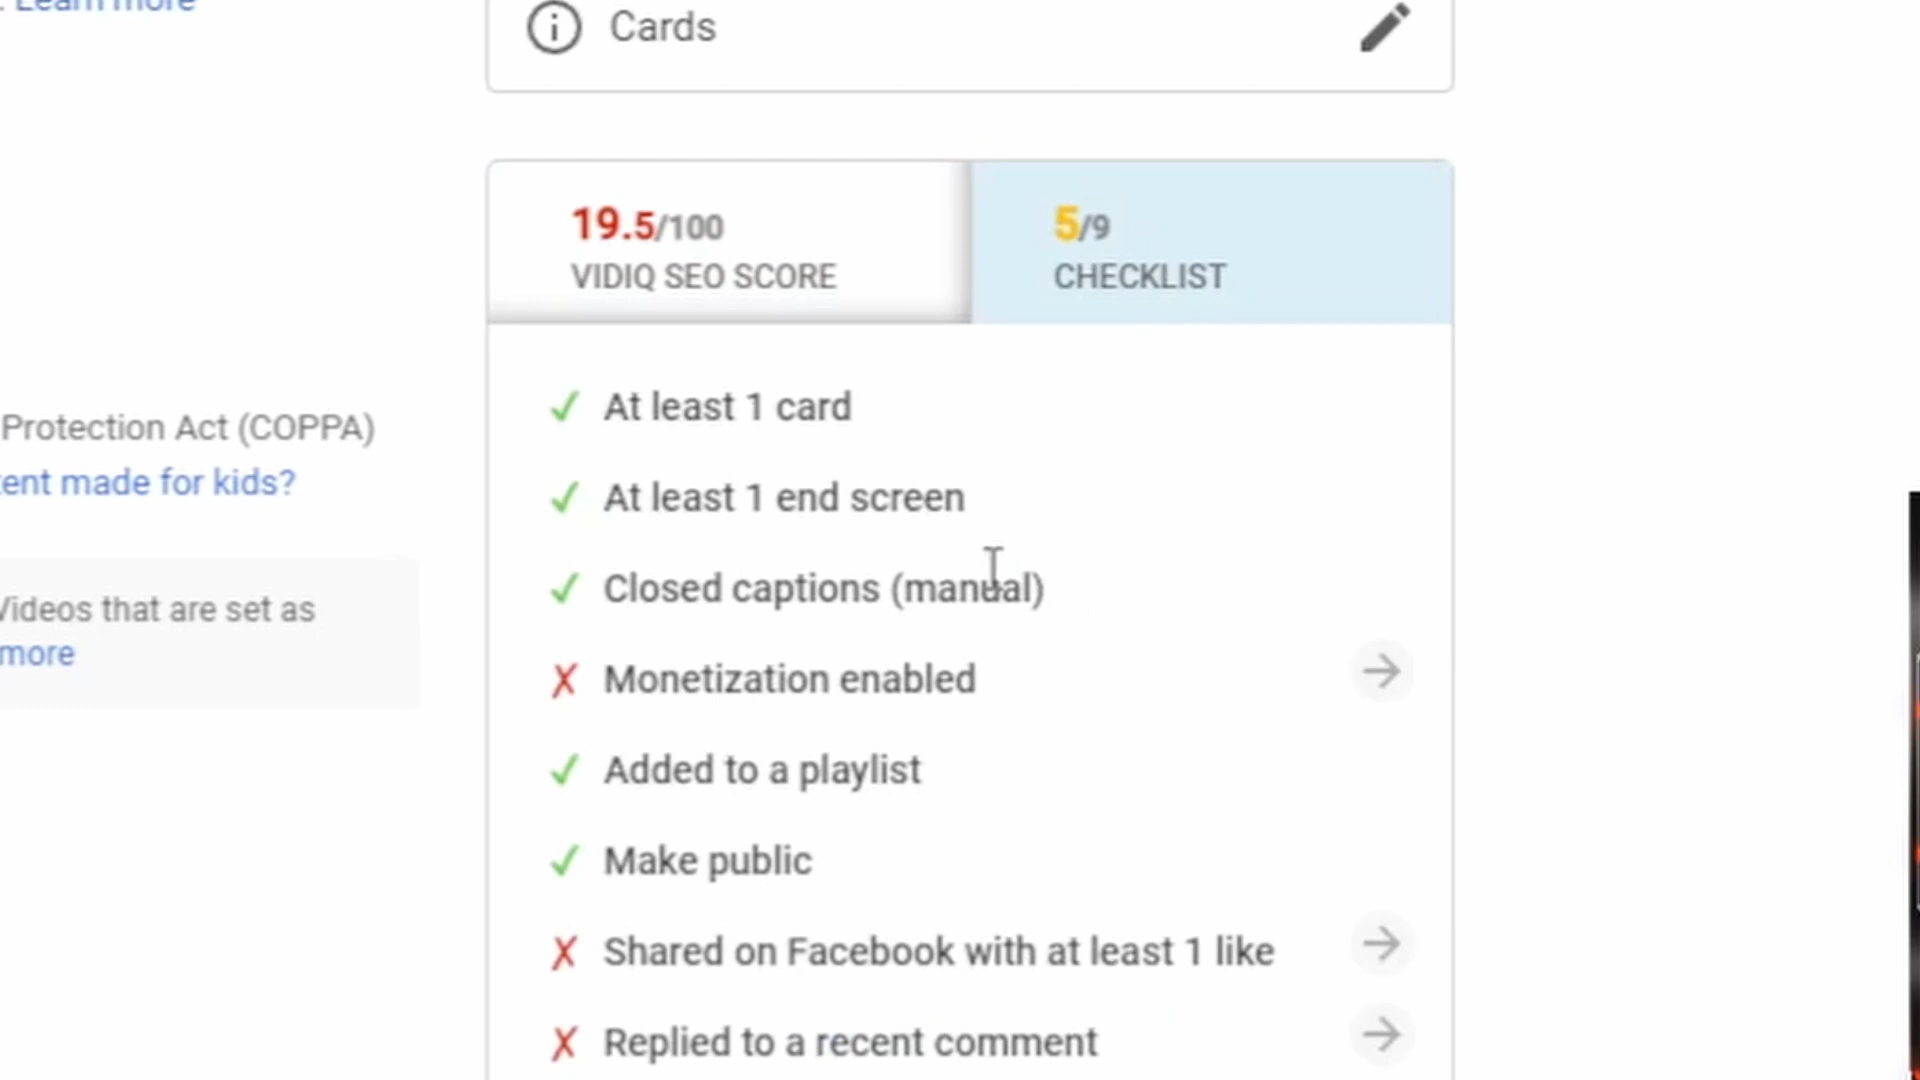 Learn more
Cards
19.5/100
VIDIQ SEO SCORE
5/9
CHECKLIST
At least 1 card
At least 1 end screen
Protection Act (COPPA)
tent made for kids?
Closed captions (manual)
Videos that are set as
more
Monetization enabled
Added to a playlist
Make public
Shared on Facebook with at least 1 like
Replied to a recent comment